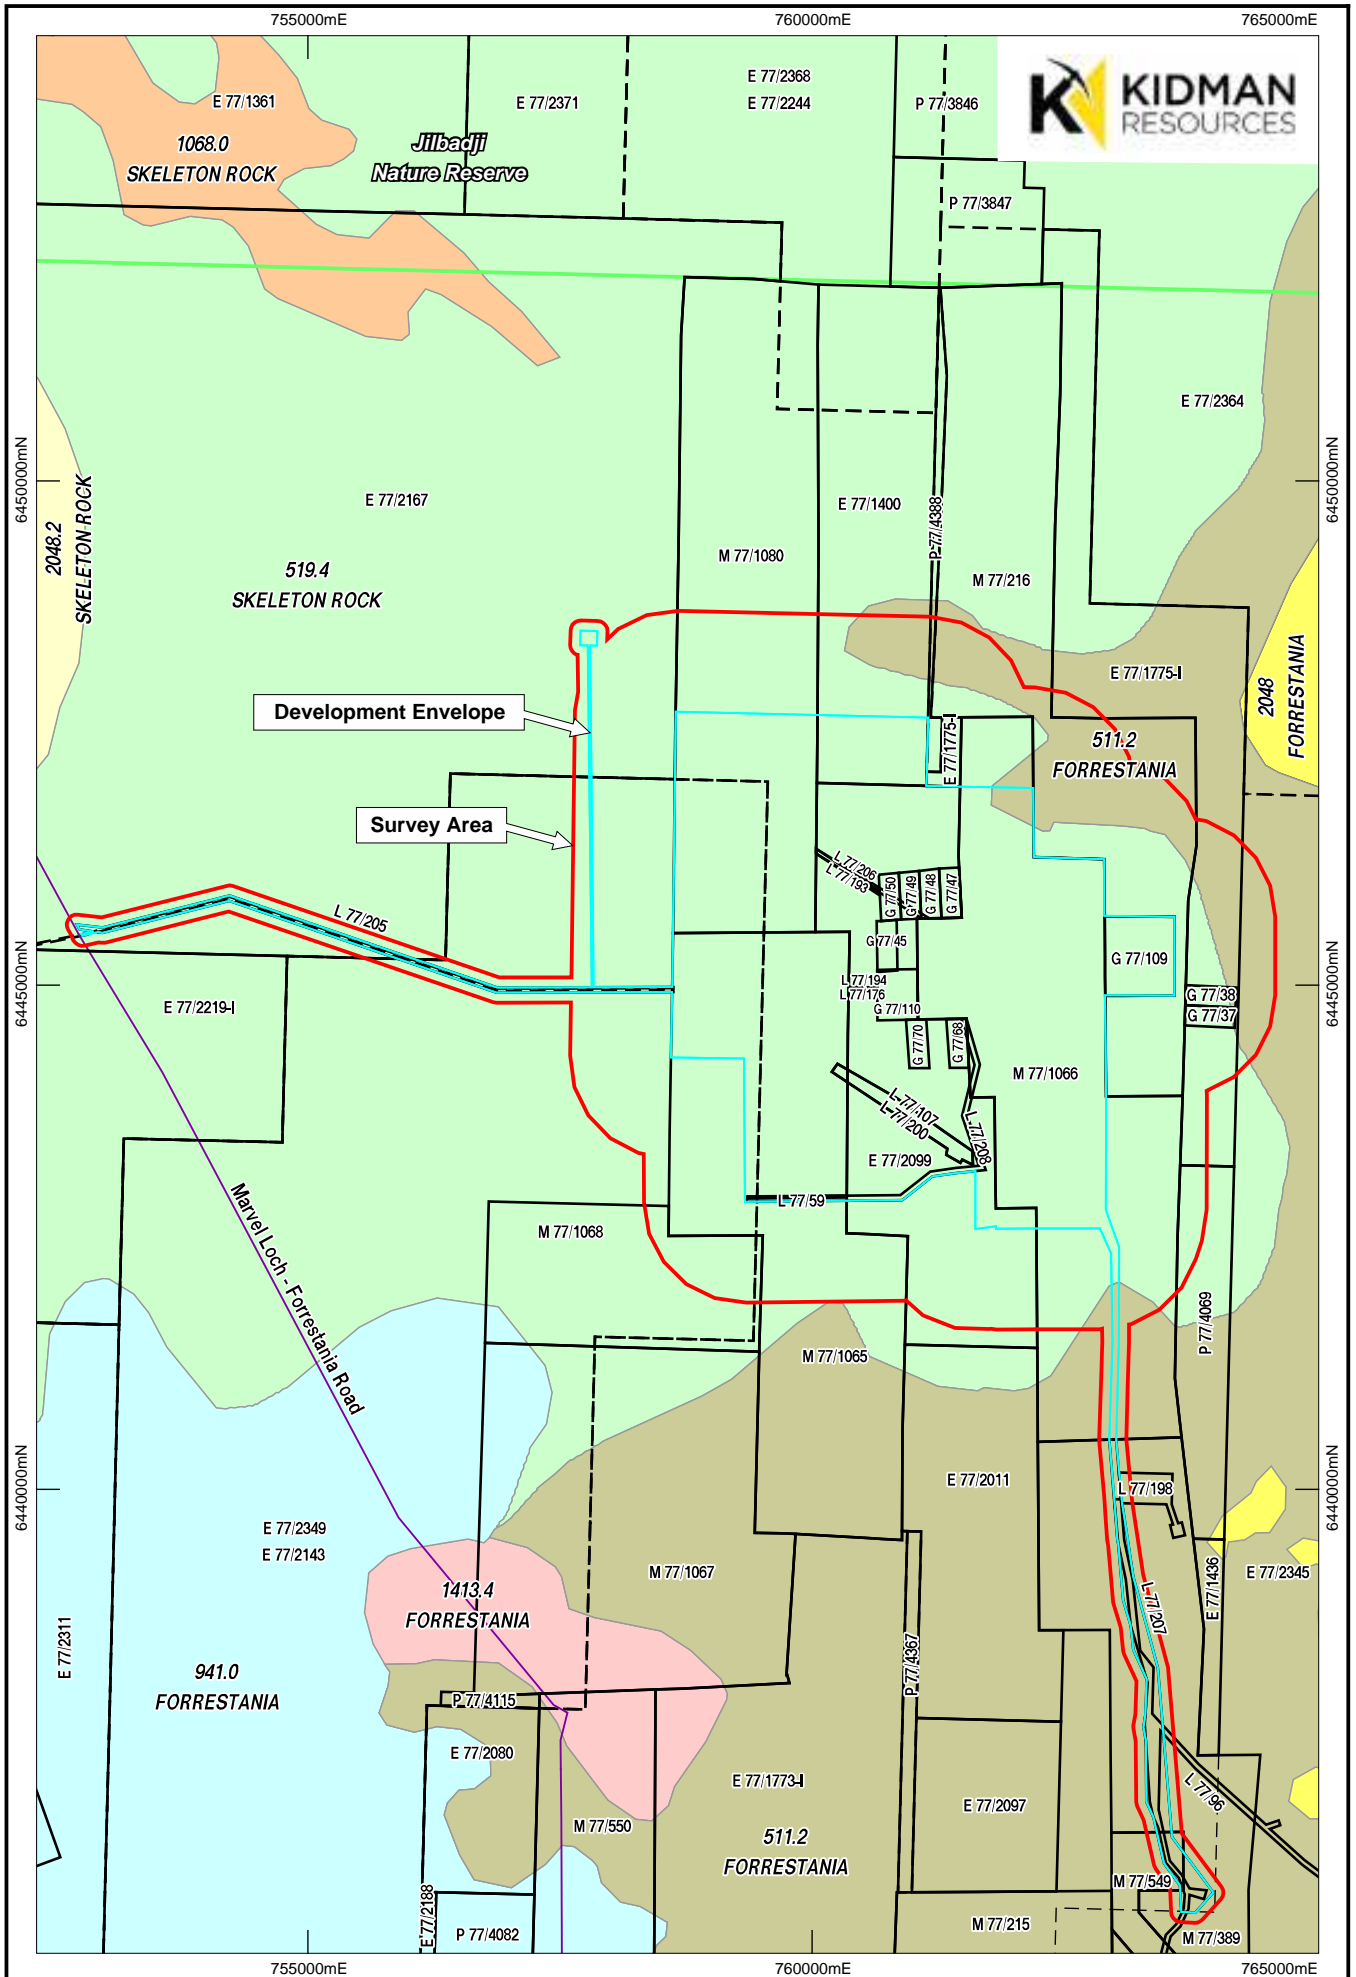 755000mE
760000mE
765000mE
KIDMAN
RESOURCES
E 77/1361
E 77/2371
E 77/2368
E 77/2244
P 77/3846
1068.0
SKELETON ROCK
Jilbadji
Nature Reserve
P 77/3847
E 77/2364
6450000mN
6450000mN
2048.2
SKELETON ROCK
E 77/2167
E 77/1400
P 77/4388
M 77/1080
519.4
SKELETON ROCK
M 77/216
E 77/1775-I
2048
FORRESTANIA
Development Envelope
E 77/1775-I
511.2
FORRESTANIA
Survey Area
L 77/206
L 77/193
G 77/50
G 77/49
G 77/48
G 77/47
L 77/205
G 77/45
G 77/109
L 77/194
L 77/176
G 77/110
G 77/38
G 77/37
6445000mN
6445000mN
E 77/2219-I
G 77/70
G 77/68
M 77/1066
L 77/107
L 77/200
L 77/208
E 77/2099
L 77/59
M 77/1068
Marvel Loch - Forrestania Road
P 77/4069
M 77/1065
E 77/2011
L 77/198
6440000mN
6440000mN
E 77/2349
E 77/2143
M 77/1067
E 77/1436
E 77/2345
1413.4
FORRESTANIA
L 77/207
E 77/2311
P 77/4367
941.0
FORRESTANIA
P 77/4115
E 77/2080
E 77/1773-I
L 77/96
E 77/2097
M 77/550
511.2
FORRESTANIA
M 77/549
E 77/2188
P 77/4082
M 77/215
M 77/389
755000mE
760000mE
765000mE